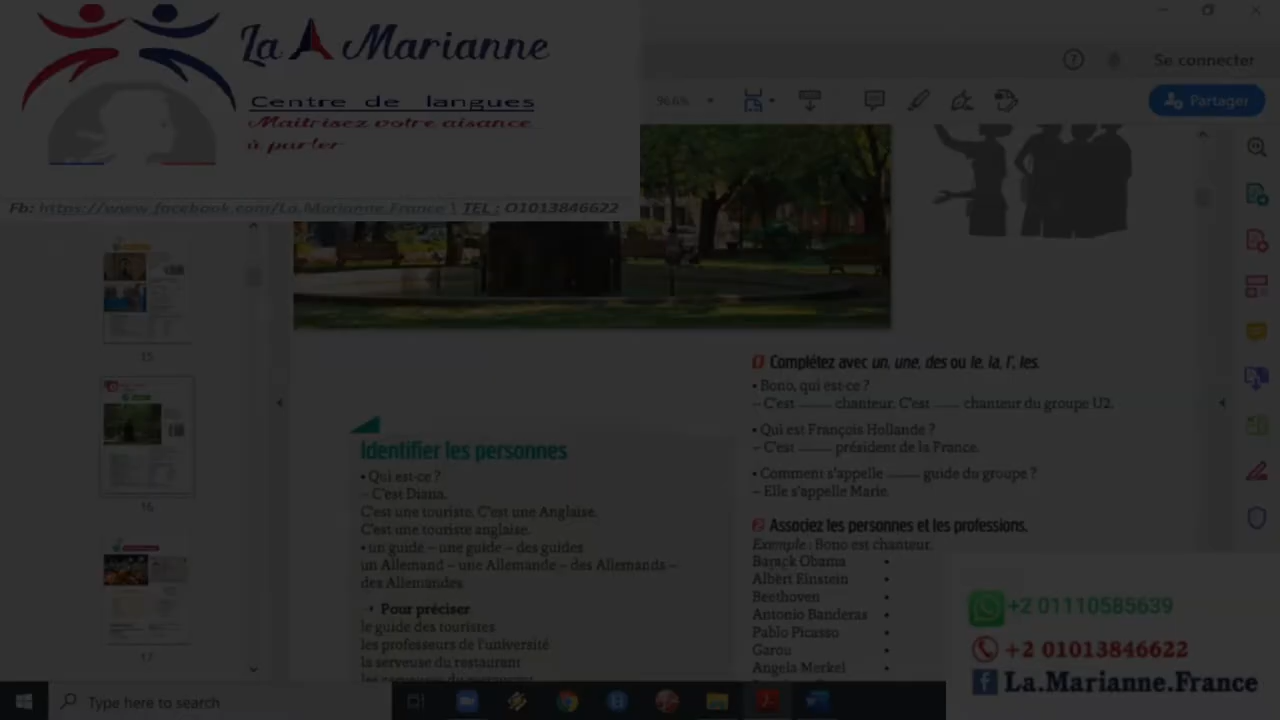 La Marianne
Centre de langues
Maîtrisez votre aisance
à parler
Fb: https://www.facebook.com/La.Marianne.France \ TEL : 01013846622
Se connecter
96,6%
Partager
15
16
17
Identifier les personnes
• Qui est-ce ?
– C'est Diana.
C'est une touriste. C'est une Anglaise.
C'est une touriste anglaise.
• un guide – une guide – des guides
un Allemand – une Allemande – des Allemands –
des Allemandes
• Pour préciser
le guide des touristes
les professeurs de l'université
la serveuse du restaurant
1 Complétez avec un, une, des ou le, la, l', les.
• Bono, qui est-ce ?
– C'est ........ chanteur. C'est ........ chanteur du groupe U2.
• Qui est François Hollande ?
– C'est ........ président de la France.
• Comment s'appelle ........ guide du groupe ?
– Elle s'appelle Marie.
2 Associez les personnes et les professions.
Exemple : Bono est chanteur.
Barack Obama •
Albert Einstein •
Beethoven •
Antonio Banderas •
Pablo Picasso •
Garou •
Angela Merkel •
+2 01110585639
+2 01013846622
La.Marianne.France
Type here to search